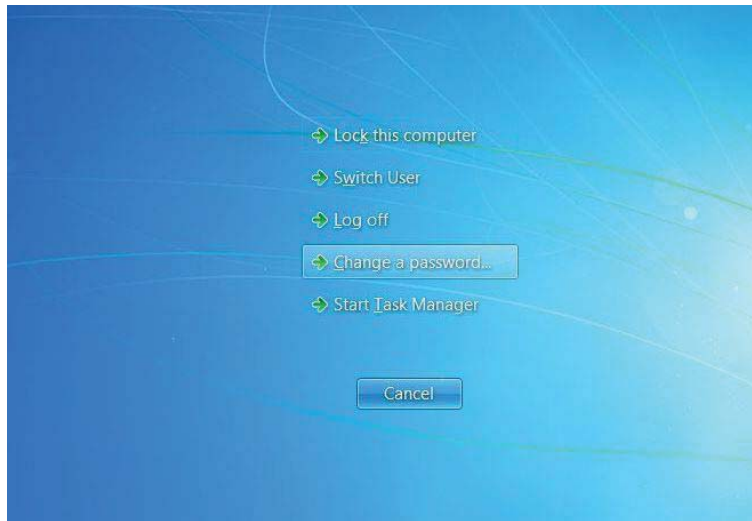 Lock this computer
Switch User
Log off
Change a password...
Start Task Manager
Cancel